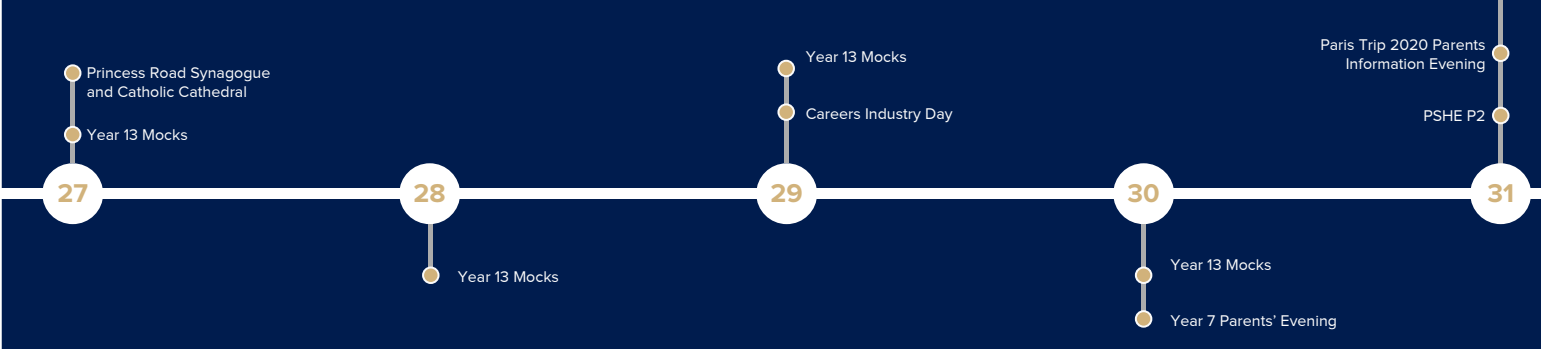 Princess Road Synagogue
and Catholic Cathedral
Year 13 Mocks
27
28
Year 13 Mocks
Year 13 Mocks
Careers Industry Day
29
30
Year 13 Mocks
Year 7 Parents’ Evening
Paris Trip 2020 Parents
Information Evening
PSHE P2
31